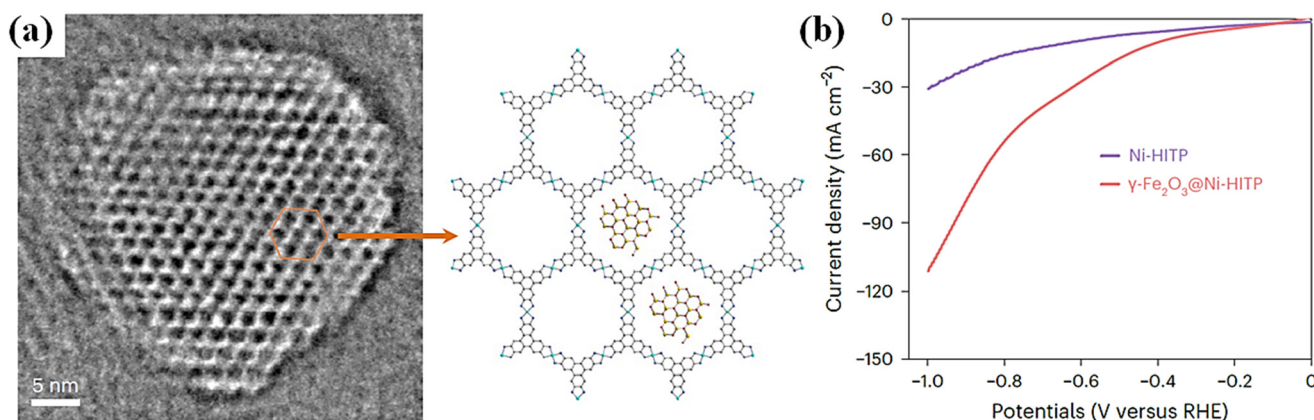 (a)
5 nm
(b)
Current density (mA cm⁻²)
0
−30
−60
−90
−120
−150
Ni-HITP
γ-Fe₂O₃@Ni-HITP
−1.0
−0.8
−0.6
−0.4
−0.2
0
Potentials (V versus RHE)